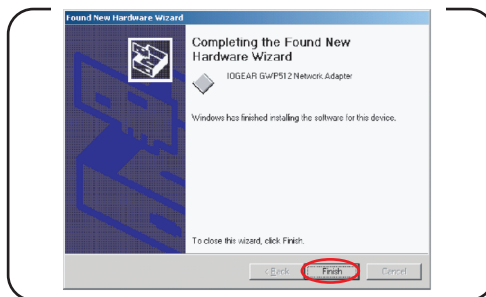 Found New Hardware Wizard
Completing the Found New
Hardware Wizard
IOGEAR GWP512 Network Adapter
Windows has finished installing the software for this device.
To close this wizard, click Finish.
< Back
Finish
Cancel